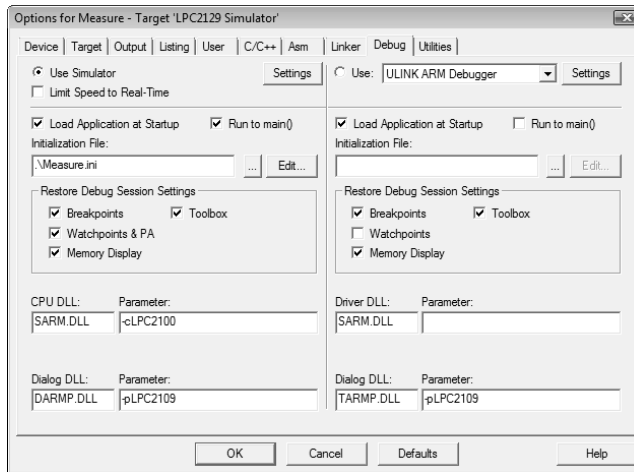 Options for Measure - Target 'LPC2129 Simulator'
Device Target Output Listing User C/C++ Asm Linker Debug Utilities
Use Simulator Settings Use: ULINK ARM Debugger Settings
Limit Speed to Real-Time
Load Application at Startup Run to main() Load Application at Startup Run to main()
Initialization File: Initialization File:
.\Measure.ini ... Edit... ... Edit...
Restore Debug Session Settings Restore Debug Session Settings
Breakpoints Toolbox Breakpoints Toolbox
Watchpoints & PA Watchpoints
Memory Display Memory Display
CPU DLL: Parameter: Driver DLL: Parameter:
SARM.DLL -cLPC2100 SARM.DLL
Dialog DLL: Parameter: Dialog DLL: Parameter:
DARMP.DLL -pLPC2109 TARMP.DLL -pLPC2109
OK Cancel Defaults Help